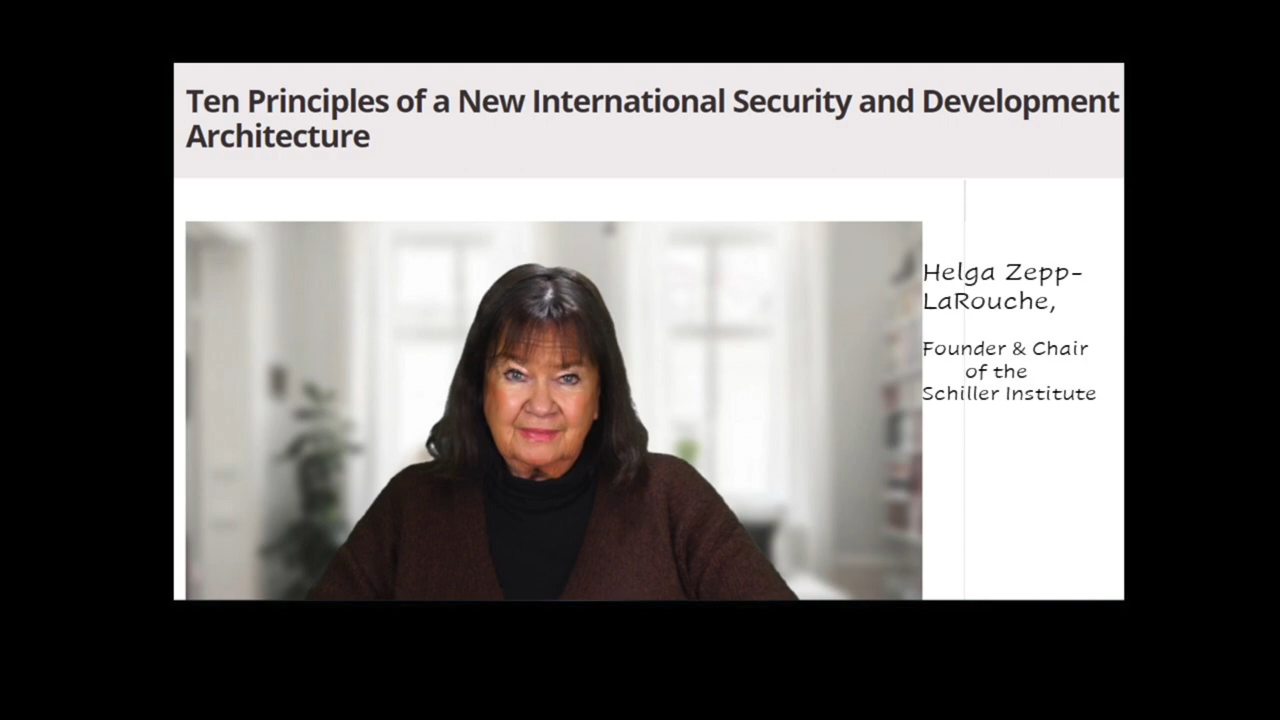 Ten Principles of a New International Security and Development
Architecture
Helga Zepp-
LaRouche,
Founder & Chair
of the
Schiller Institute